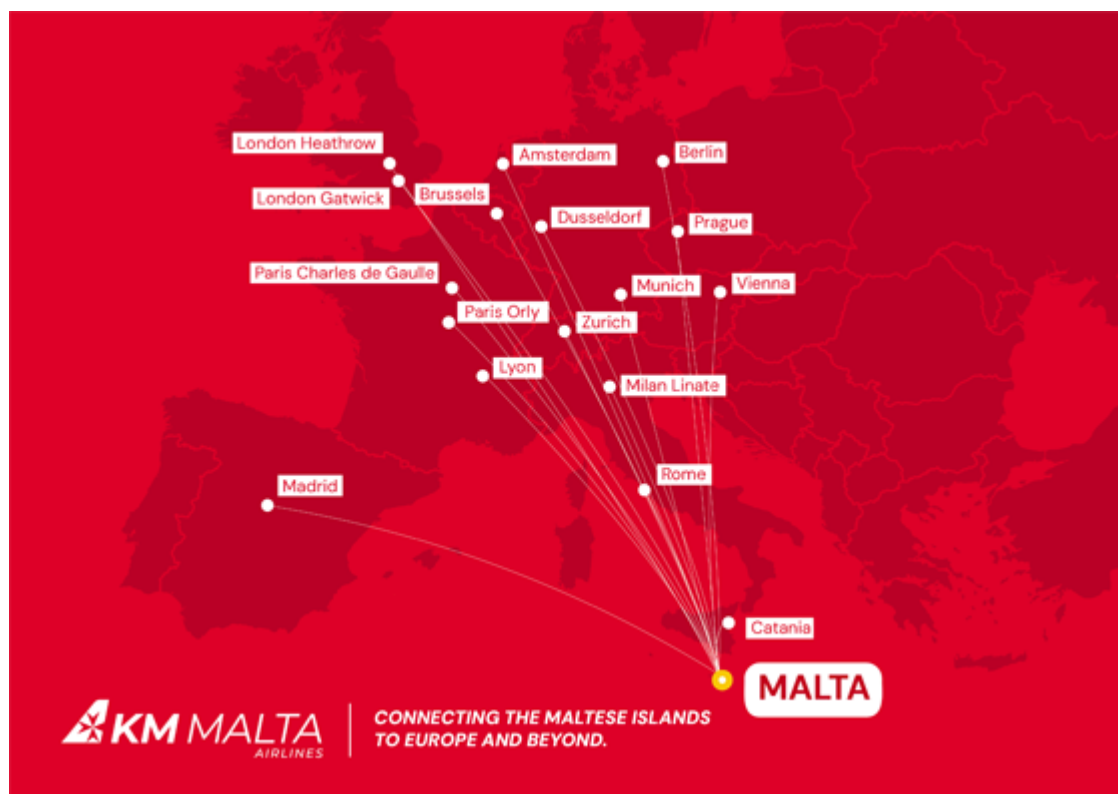 London Heathrow
Amsterdam
Berlin
London Gatwick
Brussels
Dusseldorf
Prague
Paris Charles de Gaulle
Munich
Vienna
Paris Orly
Zurich
Lyon
Milan Linate
Madrid
Rome
Catania
MALTA
KM MALTA
AIRLINES
CONNECTING THE MALTESE ISLANDS
TO EUROPE AND BEYOND.